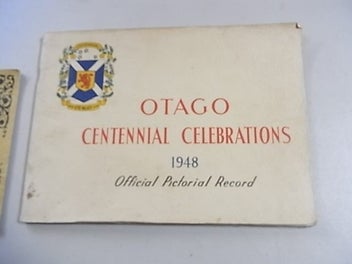 OTAGO
CENTENNIAL CELEBRATIONS
1948
Official Pictorial Record